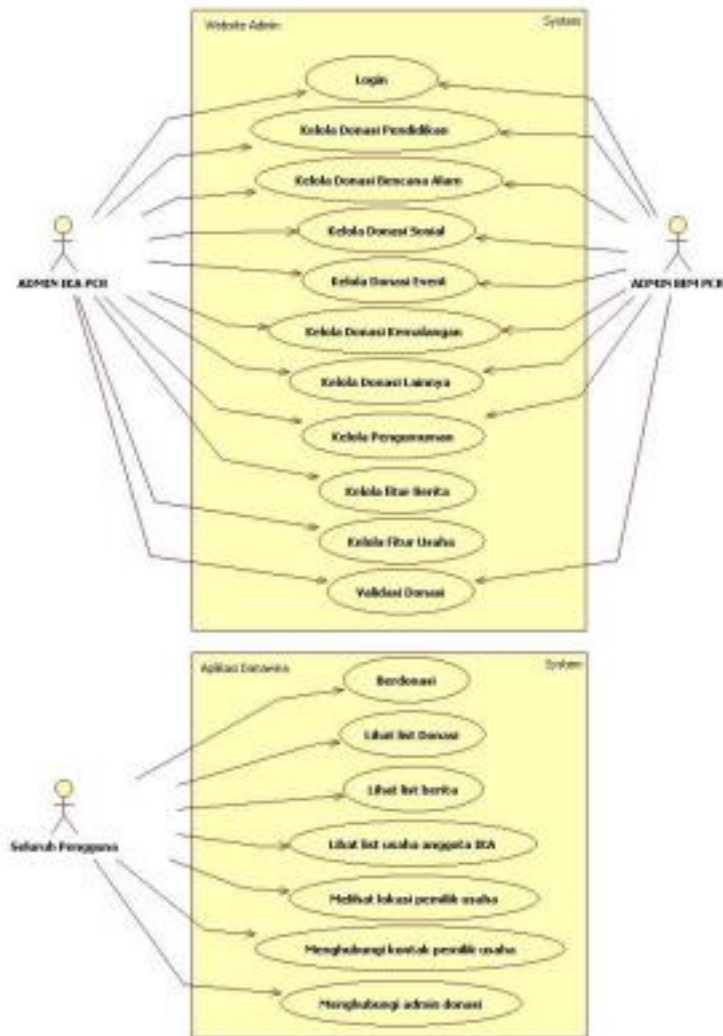 Website Admin
System
Login
Kelola Donasi Pendidikan
Kelola Donasi Bencana Alam
Kelola Donasi Sosial
Kelola Donasi Event
Kelola Donasi Kemalangan
Kelola Donasi Lainnya
Kelola Pengumuman
Kelola fitur Berita
Kelola Fitur Usaha
Validasi Donasi
ADMIN IKA PCR
ADMIN BEM PCR
Aplikasi
System
Berdonasi
Lihat list Donasi
Lihat list berita
Lihat list usaha anggota IKA
Melihat lokasi pemilik usaha
Menghubungi kontak pemilik usaha
Menghubungi admin donasi
Seluruh Pengguna